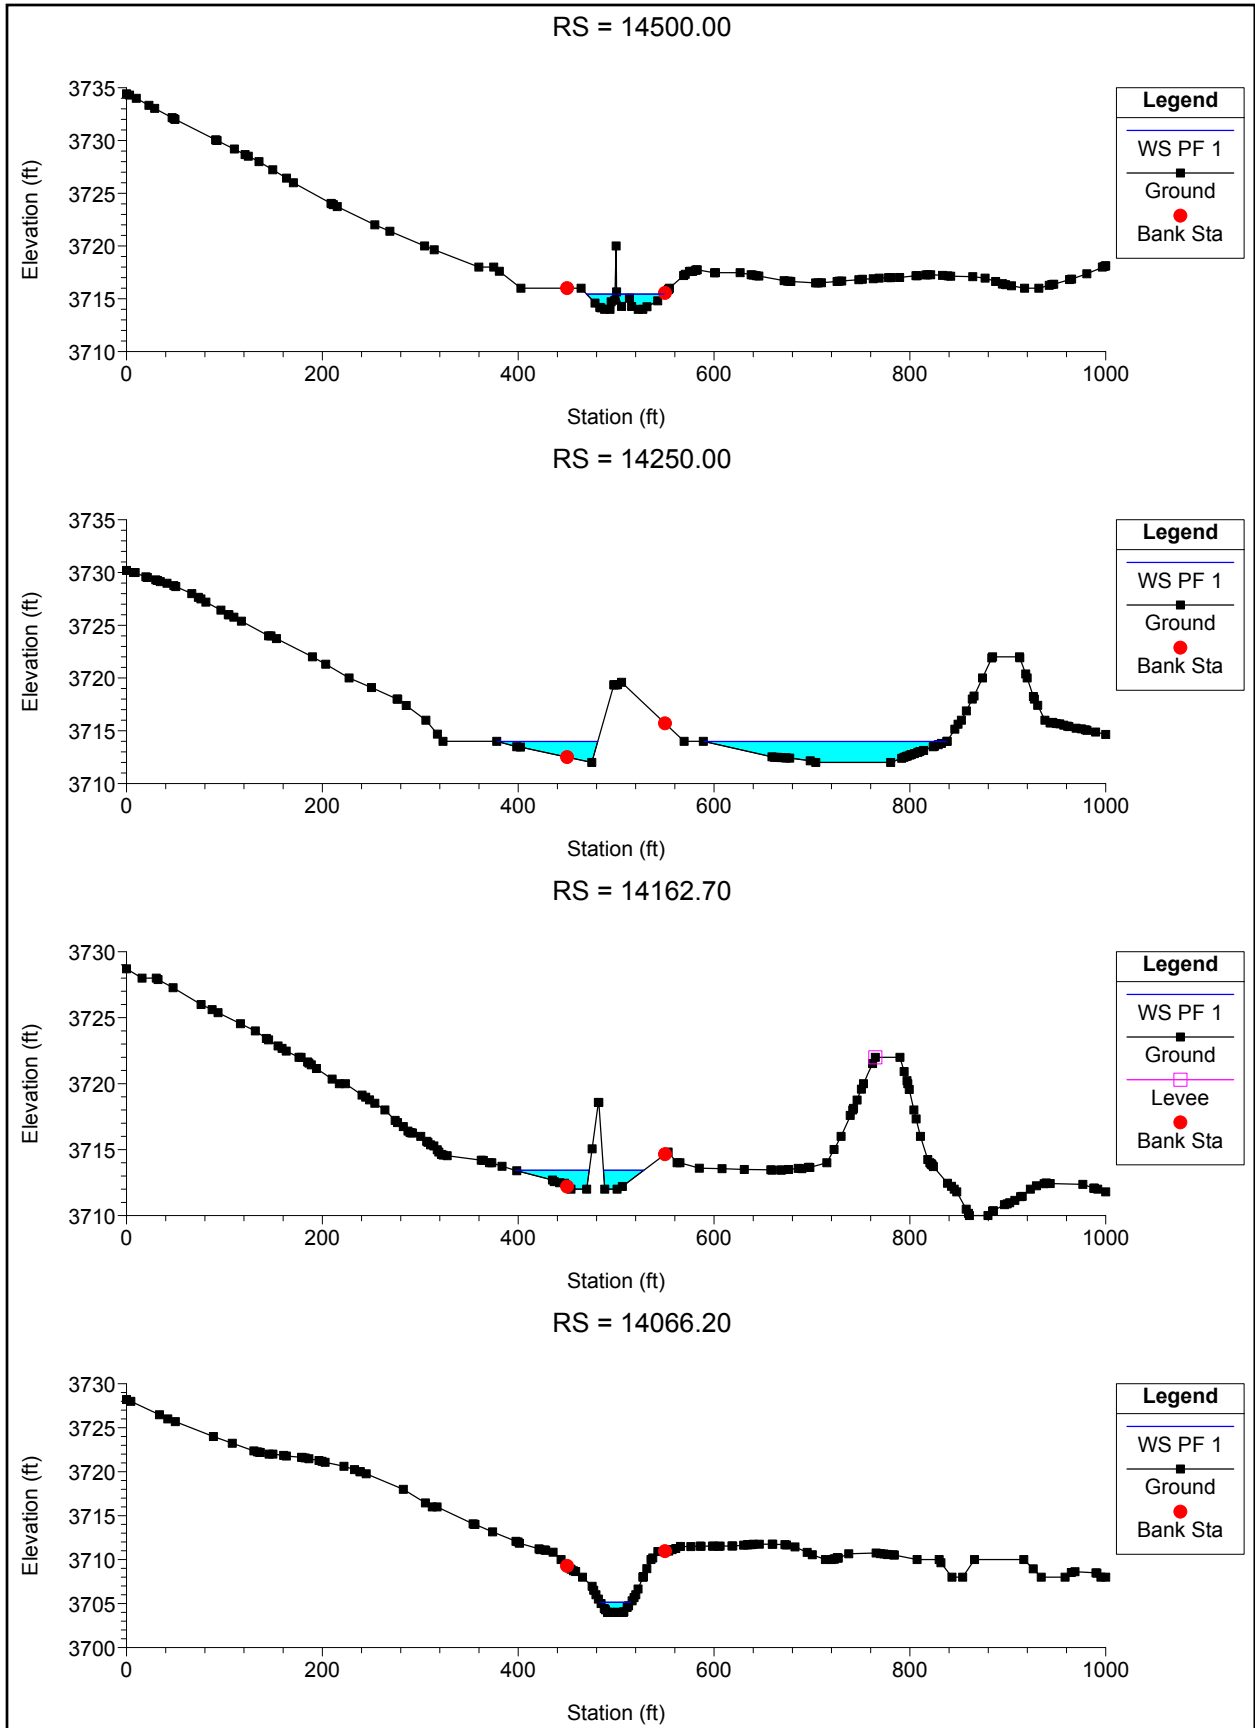 RS = 14500.00
3735
3730
3725
3720
3715
3710
Elevation (ft)
0 200 400 600 800 1000
Station (ft)
Legend
WS PF 1
Ground
Bank Sta
RS = 14250.00
3735
3730
3725
3720
3715
3710
Elevation (ft)
0 200 400 600 800 1000
Station (ft)
Legend
WS PF 1
Ground
Bank Sta
RS = 14162.70
3730
3725
3720
3715
3710
Elevation (ft)
0 200 400 600 800 1000
Station (ft)
Legend
WS PF 1
Ground
Levee
Bank Sta
RS = 14066.20
3730
3725
3720
3715
3710
3705
3700
Elevation (ft)
0 200 400 600 800 1000
Station (ft)
Legend
WS PF 1
Ground
Bank Sta